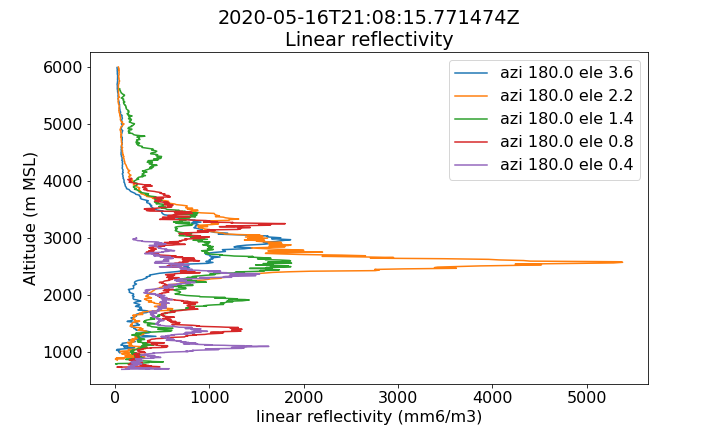 2020-05-16T21:08:15.771474Z
Linear reflectivity
azi 180.0 ele 3.6
azi 180.0 ele 2.2
azi 180.0 ele 1.4
azi 180.0 ele 0.8
azi 180.0 ele 0.4
6000
5000
4000
3000
2000
1000
Altitude (m MSL)
0 1000 2000 3000 4000 5000
linear reflectivity (mm6/m3)